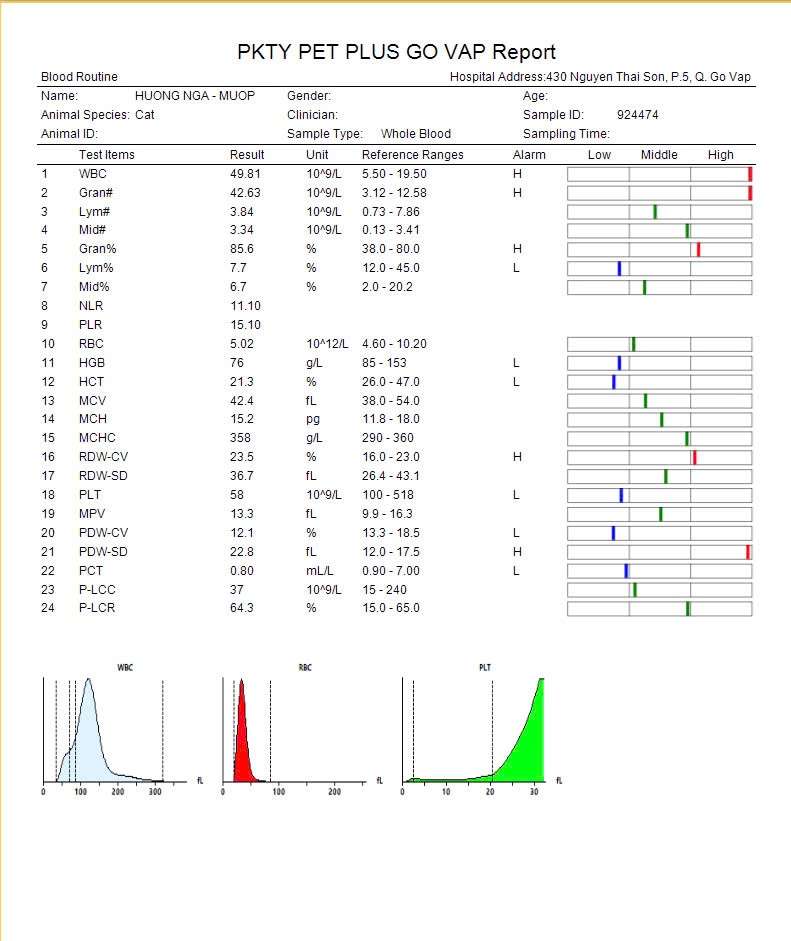 PKTY PET PLUS GO VAP Report
Blood Routine Hospital Address:430 Nguyen Thai Son, P.5, Q. Go Vap
Name: HUONG NGA - MUOP Gender: Age:
Animal Species: Cat Clinician: Sample ID: 924474
Animal ID: Sample Type: Whole Blood Sampling Time:
Test Items Result Unit Reference Ranges Alarm Low Middle High
1 WBC 49.81 10^9/L 5.50 - 19.50 H
2 Gran# 42.63 10^9/L 3.12 - 12.58 H
3 Lym# 3.84 10^9/L 0.73 - 7.86
4 Mid# 3.34 10^9/L 0.13 - 3.41
5 Gran% 85.6 % 38.0 - 80.0 H
6 Lym% 7.7 % 12.0 - 45.0 L
7 Mid% 6.7 % 2.0 - 20.2
8 NLR 11.10
9 PLR 15.10
10 RBC 5.02 10^12/L 4.60 - 10.20
11 HGB 76 g/L 85 - 153 L
12 HCT 21.3 % 26.0 - 47.0 L
13 MCV 42.4 fL 38.0 - 54.0
14 MCH 15.2 pg 11.8 - 18.0
15 MCHC 358 g/L 290 - 360
16 RDW-CV 23.5 % 16.0 - 23.0 H
17 RDW-SD 36.7 fL 26.4 - 43.1
18 PLT 58 10^9/L 100 - 518 L
19 MPV 13.3 fL 9.9 - 16.3
20 PDW-CV 12.1 % 13.3 - 18.5 L
21 PDW-SD 22.8 fL 12.0 - 17.5 H
22 PCT 0.80 mL/L 0.90 - 7.00 L
23 P-LCC 37 10^9/L 15 - 240
24 P-LCR 64.3 % 15.0 - 65.0
WBC RBC PLT
fL fL fL
0 100 200 300 0 100 200 0 10 20 30